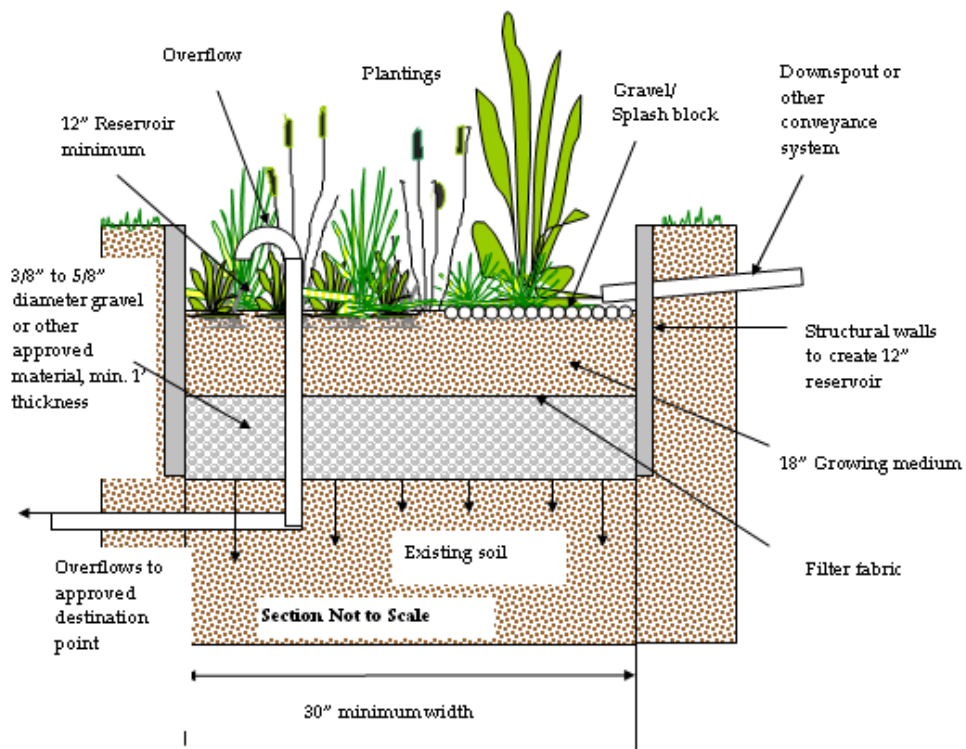 Overflow
Plantings
Gravel/
Splash block
Downspout or
other
conveyance
system
12” Reservoir
minimum
3/8” to 5/8”
diameter gravel
or other
approved
material, min. 1’
thickness
Structural walls
to create 12”
reservoir
18” Growing medium
Existing soil
Filter fabric
Overflows to
approved
destination
point
Section Not to Scale
30” minimum width